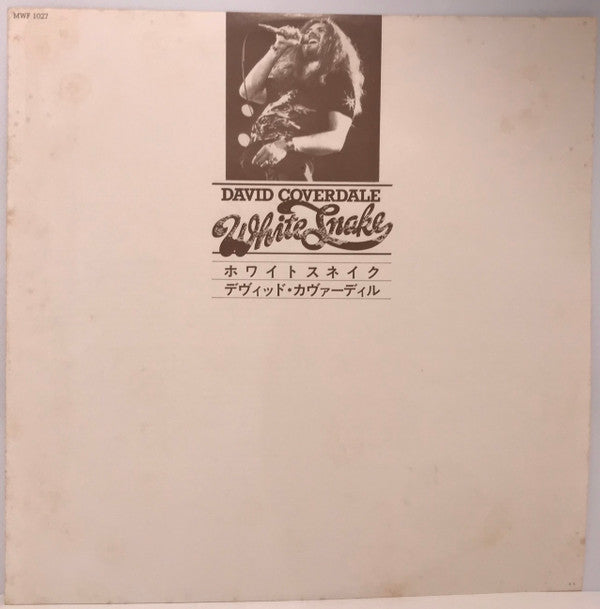 MWF 1027
DAVID COVERDALE
White Snake
ホワイトスネイク
デヴィッド・カヴァーディル